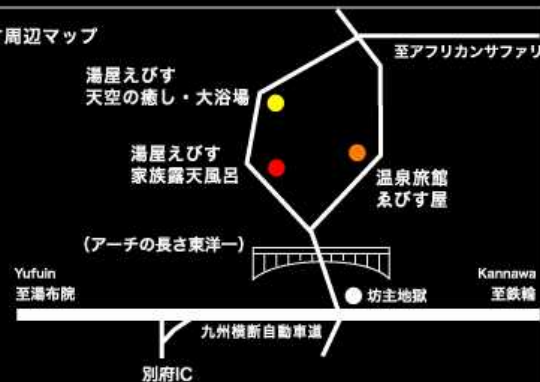 周辺マップ
至アフリカンサファリ
湯屋えびす
天空の癒し・大浴場
湯屋えびす
家族露天風呂
温泉旅館
ゑびす屋
(アーチの長さ東洋一)
Yufuin
至湯布院
Kannawa
至鉄輪
坊主地獄
九州横断自動車道
別府IC